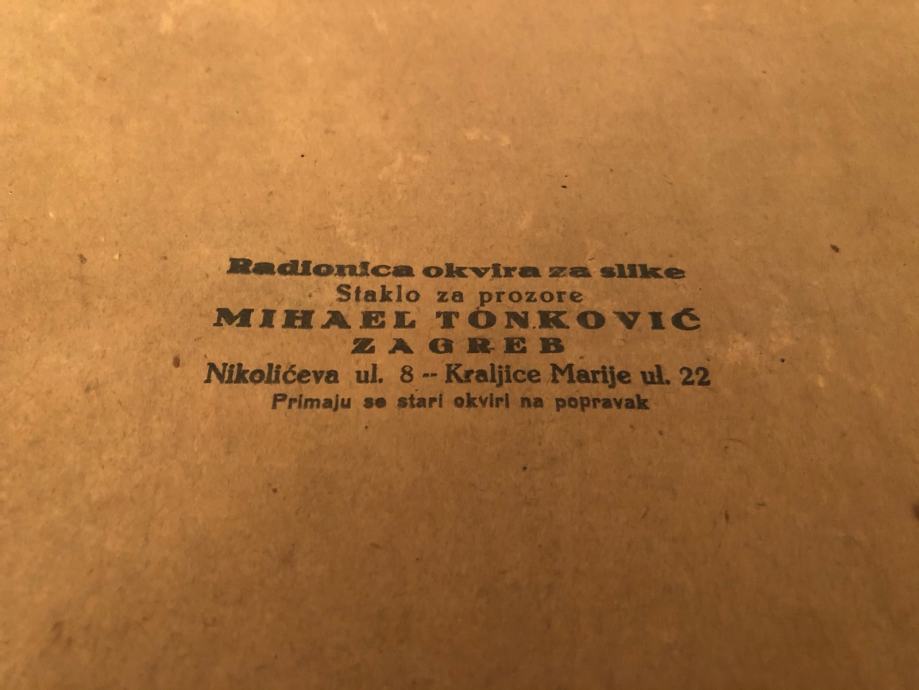 Radionica okvira za slike
Staklo za prozore
MIHAEL TONKOVIĆ
ZAGREB
Nikolićeva ul. 8 -- Kraljice Marije ul. 22
Primaju se stari okviri na popravak